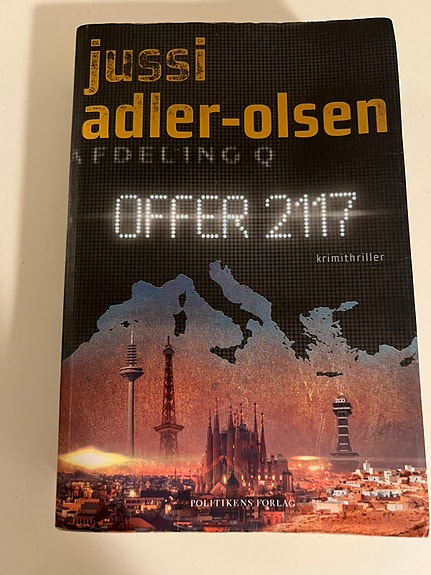 jussi
adler-olsen
AFDELING Q
OFFER 2117
krimithriller
POLITIKENS FORLAG